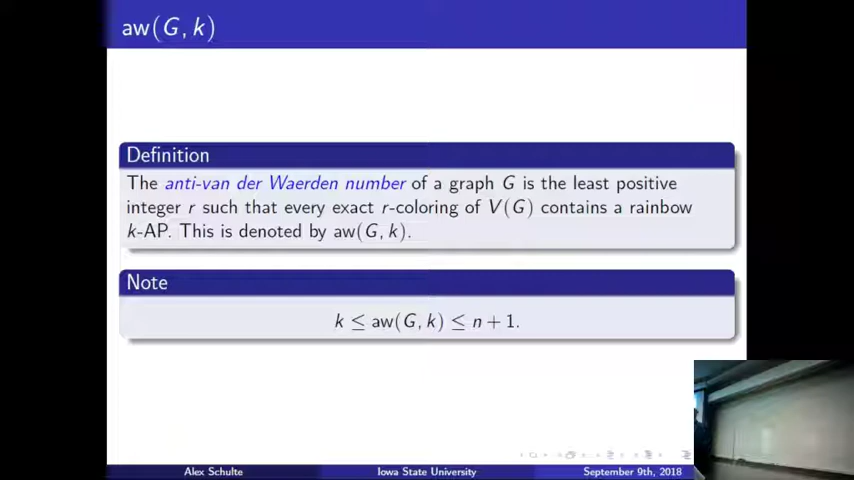 aw(G, k)
Definition
The anti-van der Waerden number of a graph G is the least positive
integer r such that every exact r-coloring of V(G) contains a rainbow
k-AP. This is denoted by aw(G, k).
Note
k ≤ aw(G, k) ≤ n + 1.
Alex Schulte
Iowa State University
September 9th, 2018